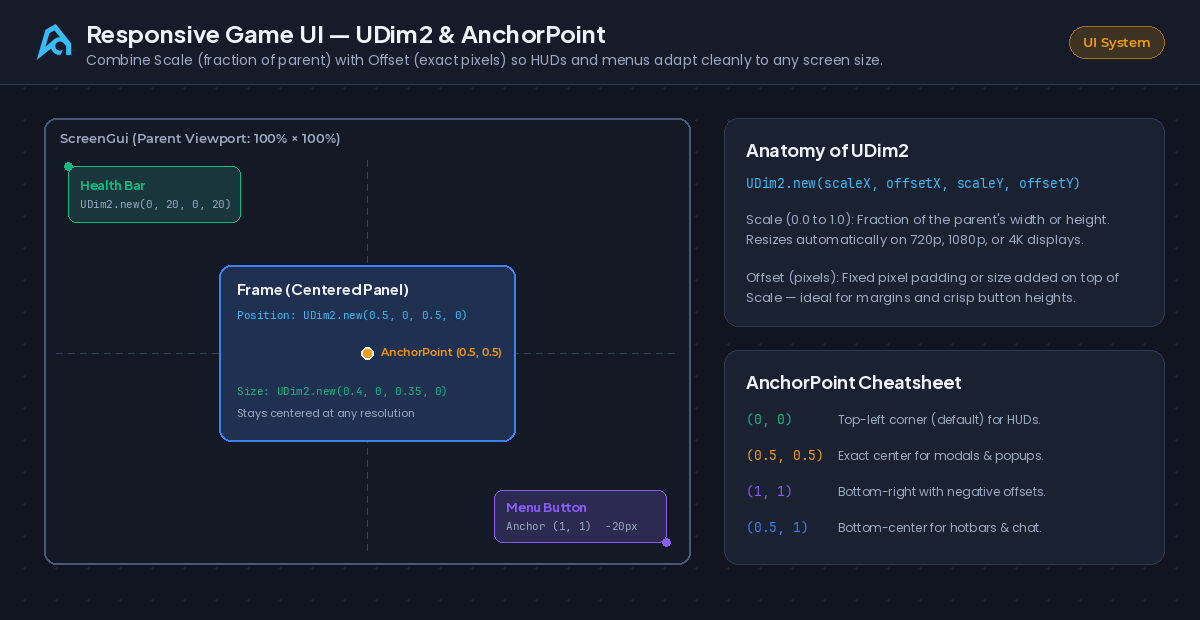 Responsive Game UI — UDim2 & AnchorPoint
Combine Scale (fraction of parent) with Offset (exact pixels) so HUDs and menus adapt cleanly to any screen size.
UI System
ScreenGui (Parent Viewport: 100% × 100%)
Health Bar
UDim2.new(0, 20, 0, 20)
Frame (Centered Panel)
Position: UDim2.new(0.5, 0, 0.5, 0)
AnchorPoint (0.5, 0.5)
Size: UDim2.new(0.4, 0, 0.35, 0)
Stays centered at any resolution
Menu Button
Anchor (1, 1)  -20px
Anatomy of UDim2
UDim2.new(scaleX, offsetX, scaleY, offsetY)
Scale (0.0 to 1.0): Fraction of the parent's width or height.
Resizes automatically on 720p, 1080p, or 4K displays.
Offset (pixels): Fixed pixel padding or size added on top of
Scale — ideal for margins and crisp button heights.
AnchorPoint Cheatsheet
(0, 0) Top-left corner (default) for HUDs.
(0.5, 0.5) Exact center for modals & popups.
(1, 1) Bottom-right with negative offsets.
(0.5, 1) Bottom-center for hotbars & chat.